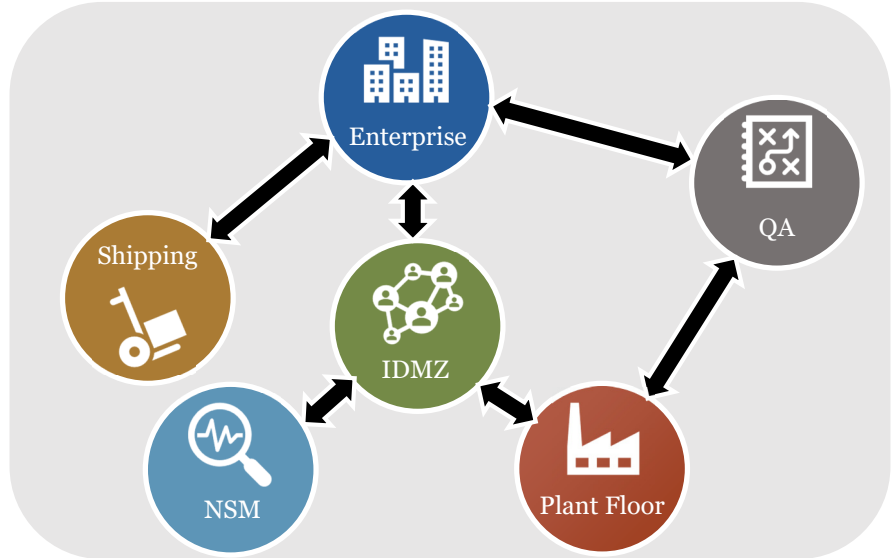 Enterprise
QA
Shipping
IDMZ
NSM
Plant Floor